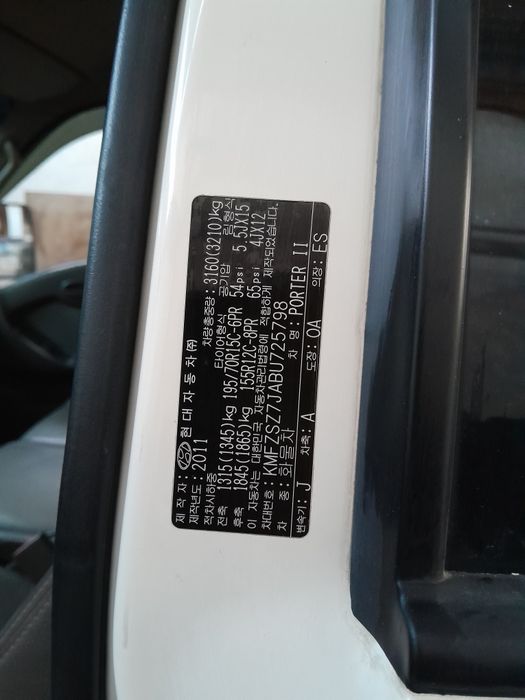 제 작 자 : 현대자동차㈜
제작년도 : 2011 차량총중량 : 3160(3210)kg
적차시하중 타이어형식 공기압 림형식
전축 1315(1345)kg 195/70R15C-6PR 54psi 5.5JX15
후축 1845(1865)kg 155R12C-8PR 65psi 4JX12
이 자동차는 대한민국 자동차관리법령에 적합하게 제작되었습니다.
차대번호 : KMFZSZ7JABU725798
차 종 : 화물차 차명 : PORTER II
변속기 : J 차축 : A 도장 : OA 의장 : ES